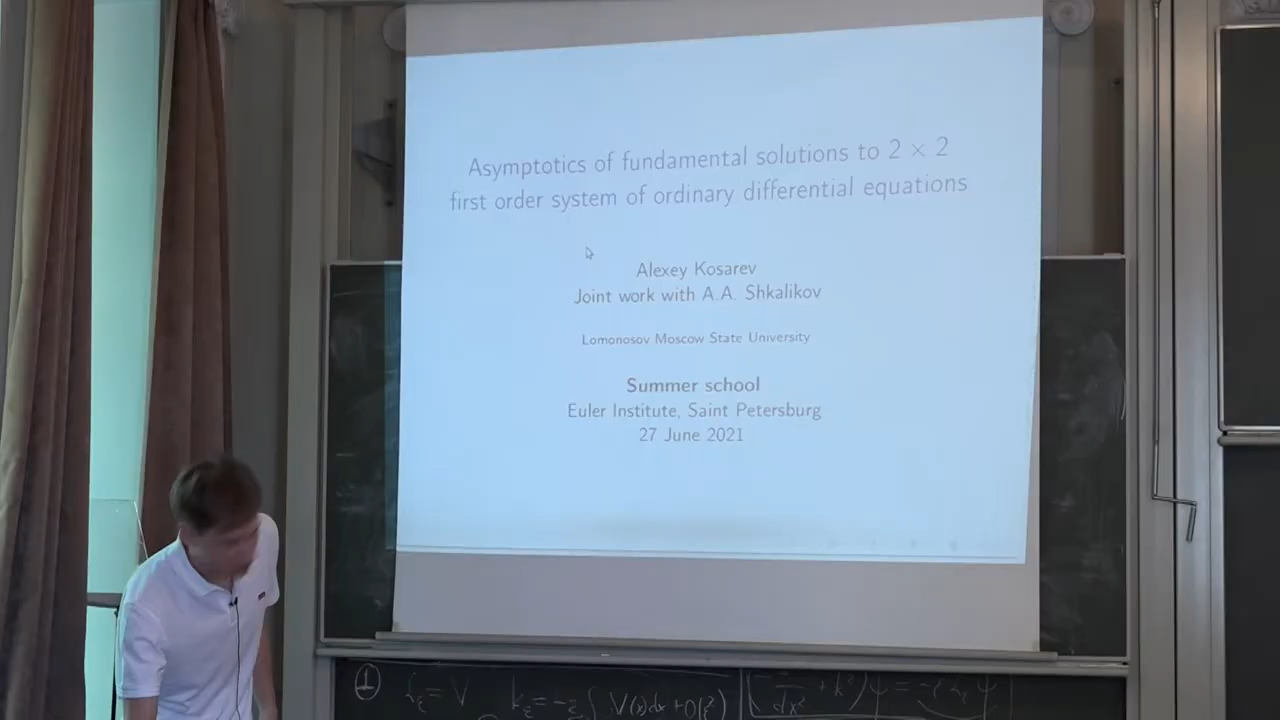 Asymptotics of fundamental solutions to 2 × 2
first order system of ordinary differential equations
Alexey Kosarev
Joint work with A.A. Shkalikov
Lomonosov Moscow State University
Summer school
Euler Institute, Saint Petersburg
27 June 2021